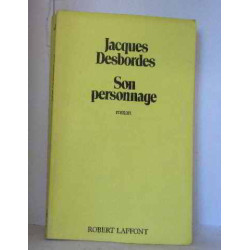 Jacques
Desbordes
Son
personnage
roman
ROBERT LAFFONT